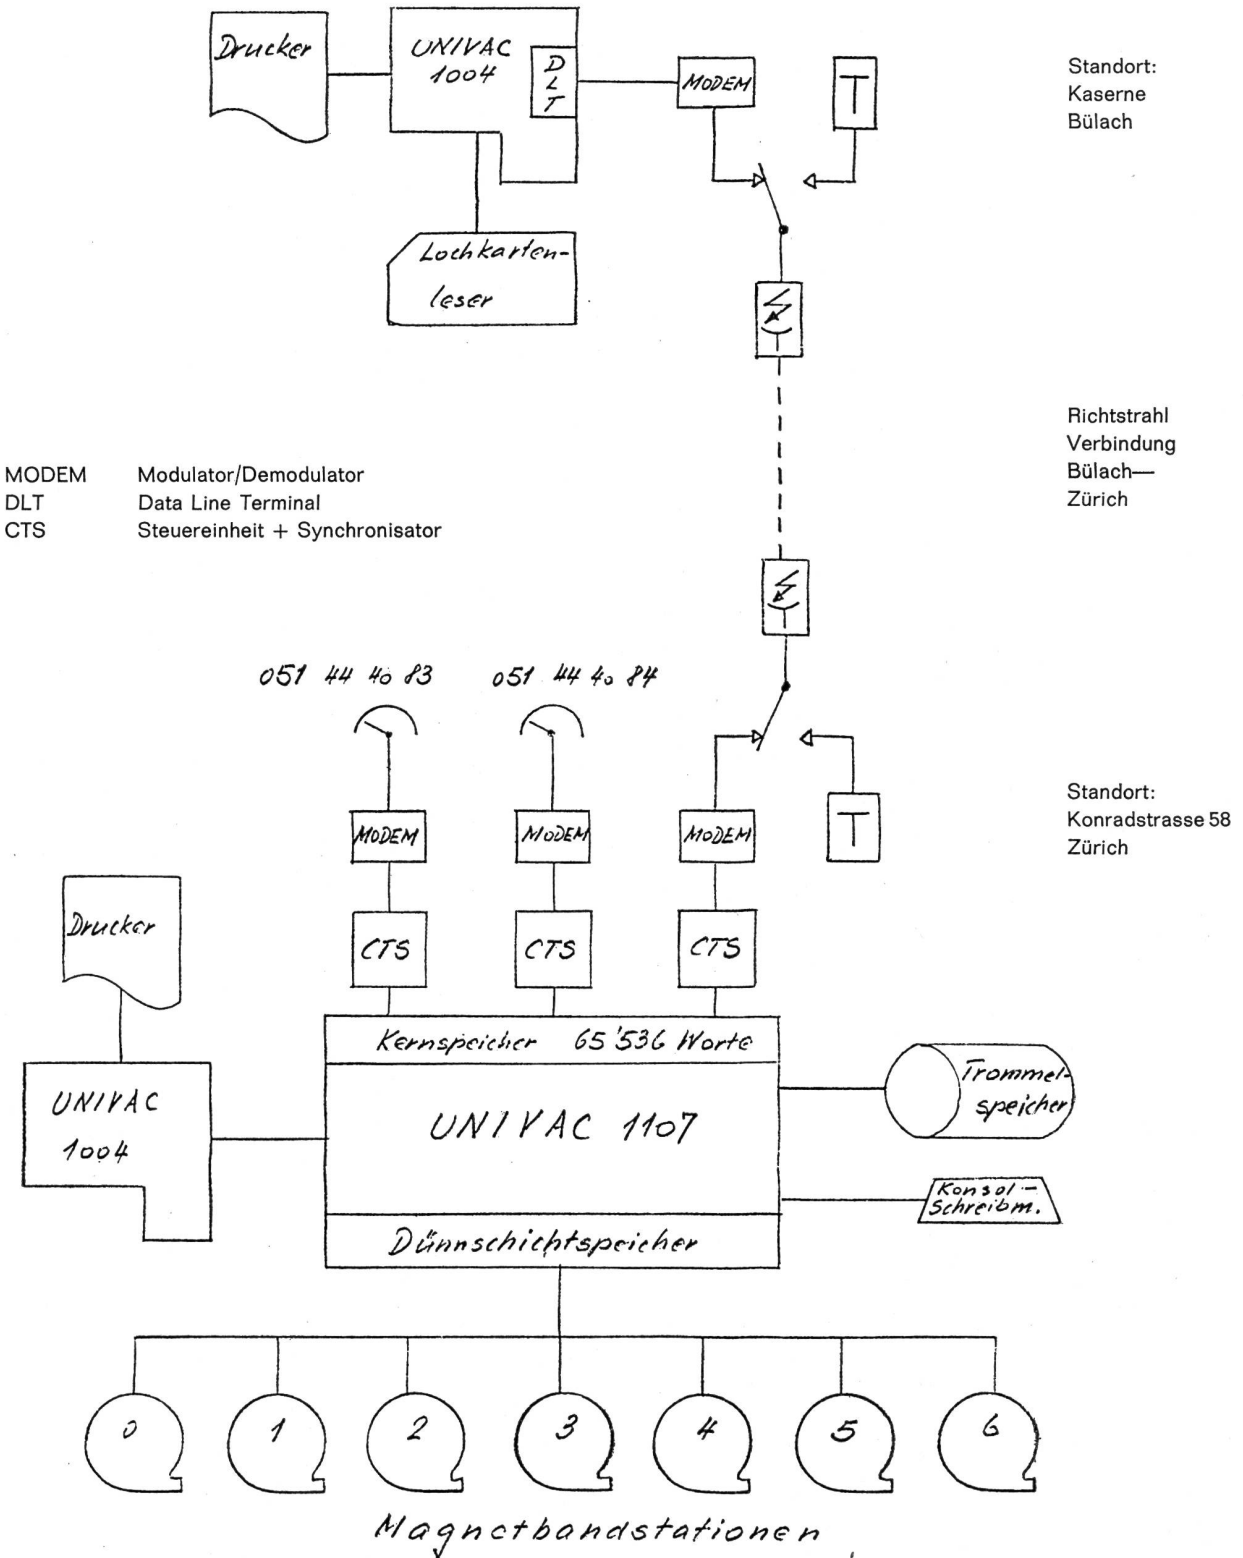 Drucker
UNIVAC
1004
D
L
T
MODEM
T
Standort:
Kaserne
Bülach
Lochkarten-
leser
Richtstrahl
Verbindung
Bülach—
Zürich
MODEM Modulator/Demodulator
DLT Data Line Terminal
CTS Steuereinheit + Synchronisator
051 44 40 83
051 44 40 84
MODEM
MODEM
MODEM
T
Standort:
Konradstrasse 58
Zürich
Drucker
CTS
CTS
CTS
Kernspeicher 65'536 Worte
UNIVAC
1004
UNIVAC 1107
Trommel-
speicher
Konsol-
Schreibm.
Dünnschichtspeicher
0 1 2 3 4 5 6
Magnetbandstationen